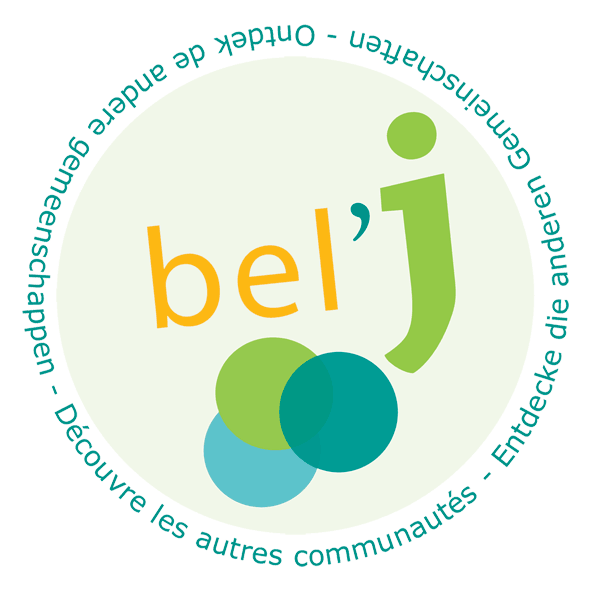 bel'j
Découvre les autres communautés - Entdecke die anderen Gemeinschaften - Ontdek de andere gemeenschappen -